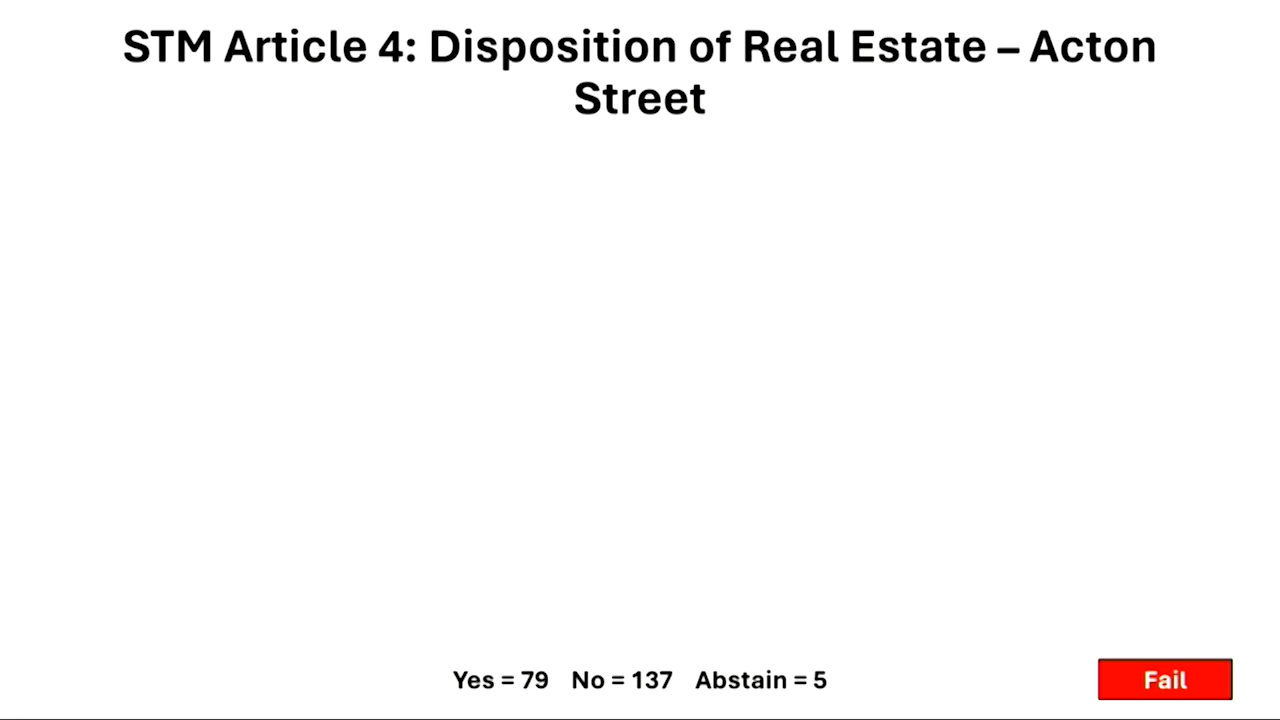 STM Article 4: Disposition of Real Estate – Acton
Street
Yes = 79 No = 137 Abstain = 5
Fail